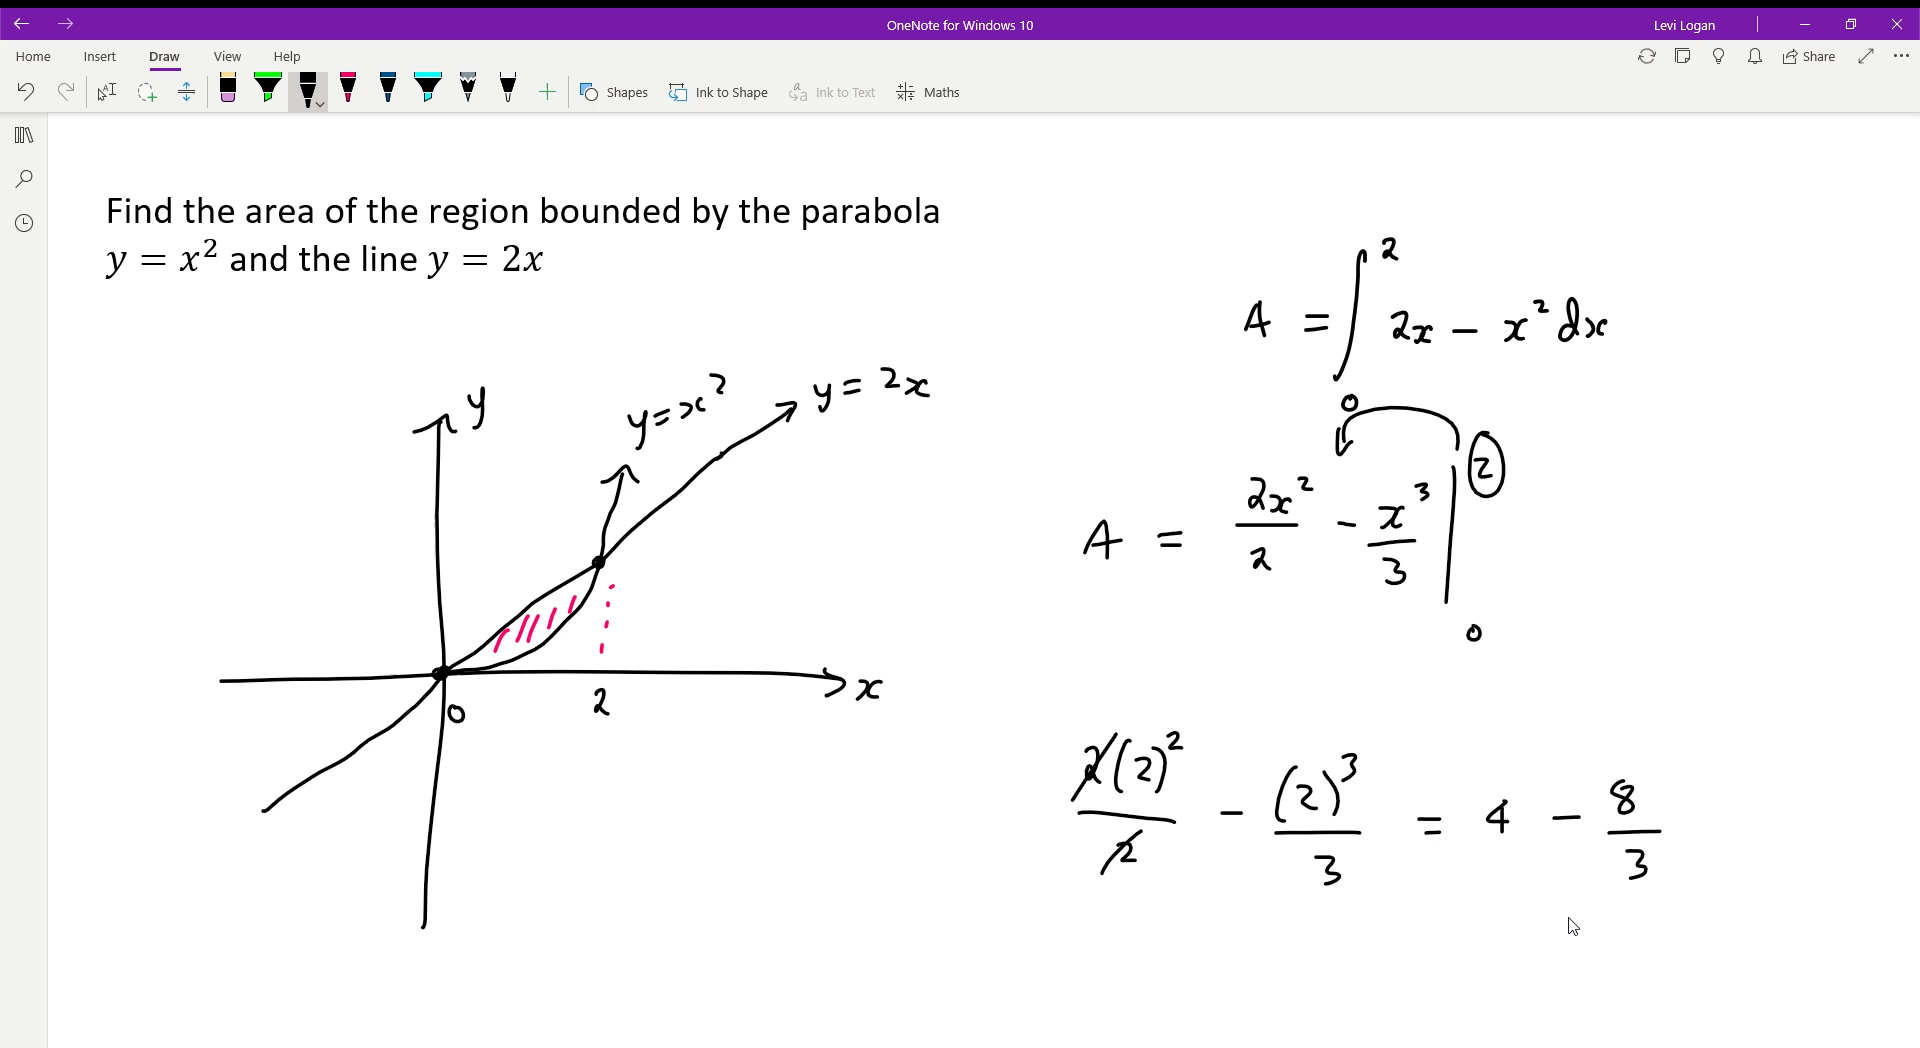 OneNote for Windows 10
Levi Logan
Home Insert Draw View Help
Share
Shapes Ink to Shape Ink to Text Maths
Find the area of the region bounded by the parabola
y = x² and the line y = 2x
A = ∫₀² 2x − x² dx
y
y = x²
y = 2x
A = 2x²/2 − x³/3 |₀²
x
0
2
2(2)²/2 − (2)³/3 = 4 − 8/3